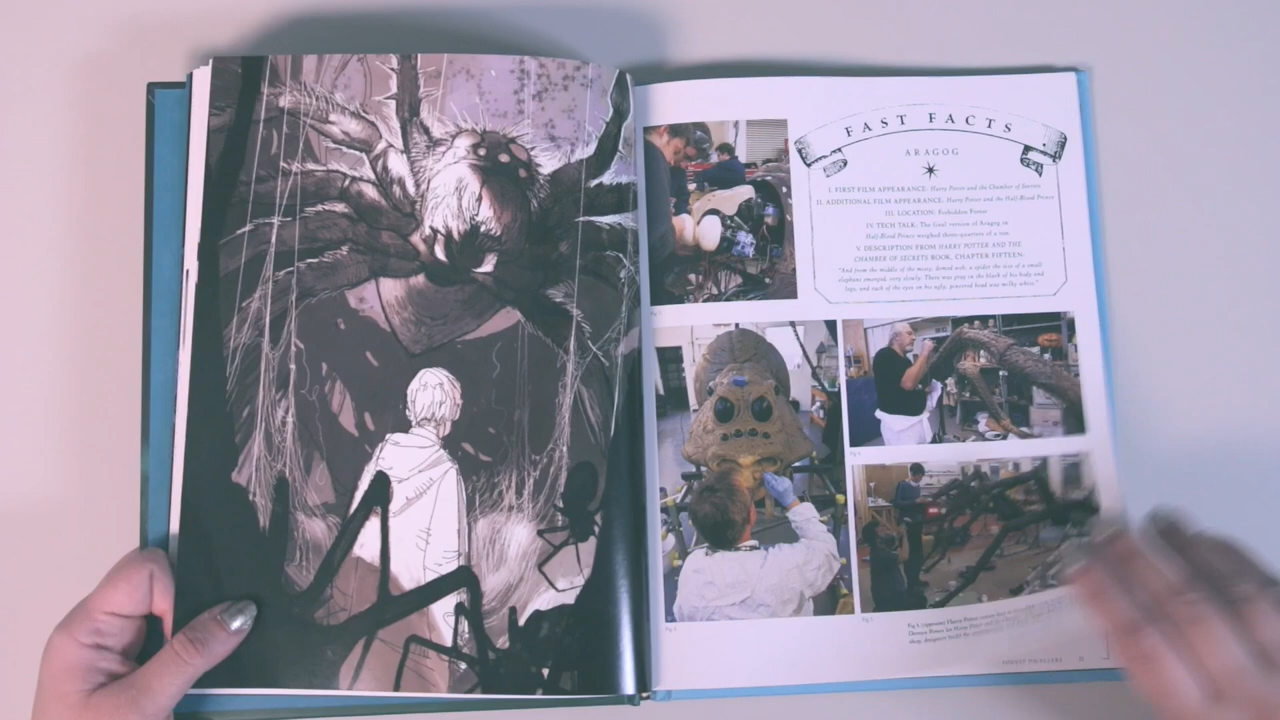 FAST FACTS
ARAGOG
I. FIRST FILM APPEARANCE: Harry Potter and the Chamber of Secrets
II. ADDITIONAL FILM APPEARANCE: Harry Potter and the Half-Blood Prince
III. LOCATION: Forbidden Forest
IV. TECH TALK: The final version of Aragog in
Half-Blood Prince weighed three-quarters of a ton.
V. DESCRIPTION FROM HARRY POTTER AND THE
CHAMBER OF SECRETS BOOK, CHAPTER FIFTEEN:
"And from the middle of the misty, domed web, a spider the size of a small
elephant emerged, very slowly. There was gray in the black of his body and
legs, and each of the eyes on his ugly, pincered head was milky white."